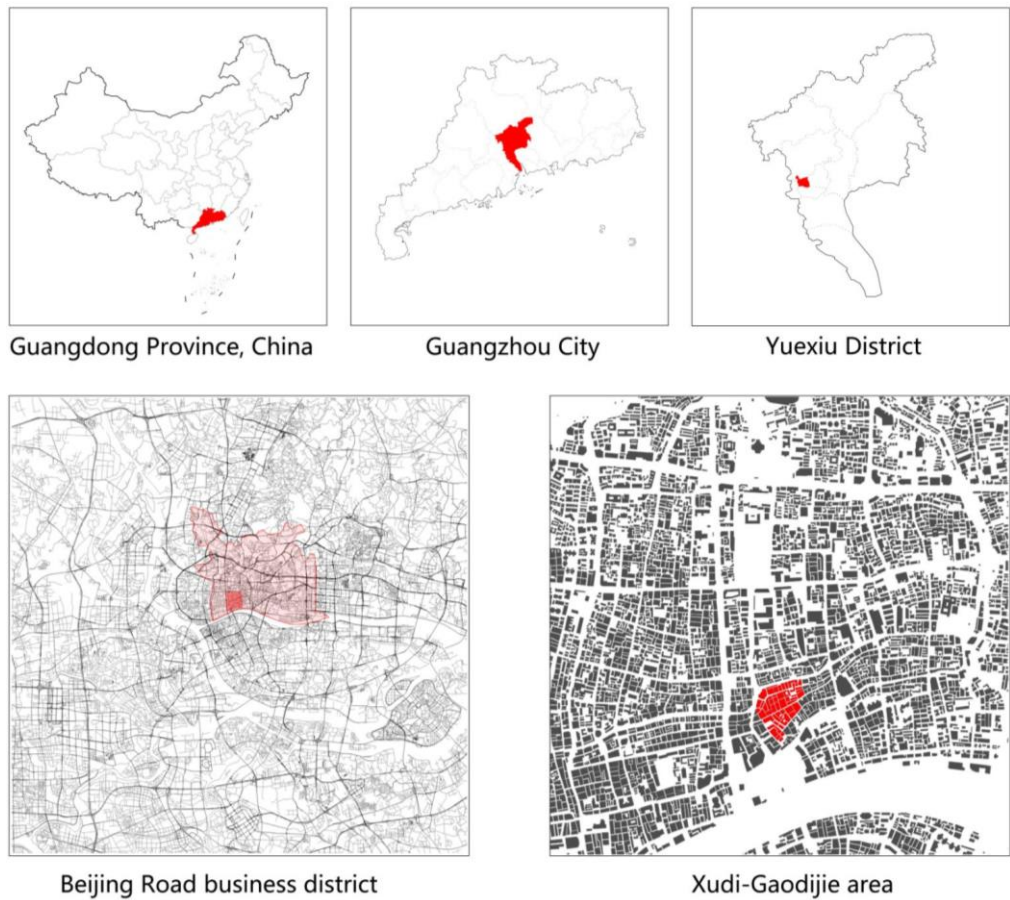 Guangdong Province, China
Guangzhou City
Yuexiu District
Beijing Road business district
Xudi-Gaodijie area